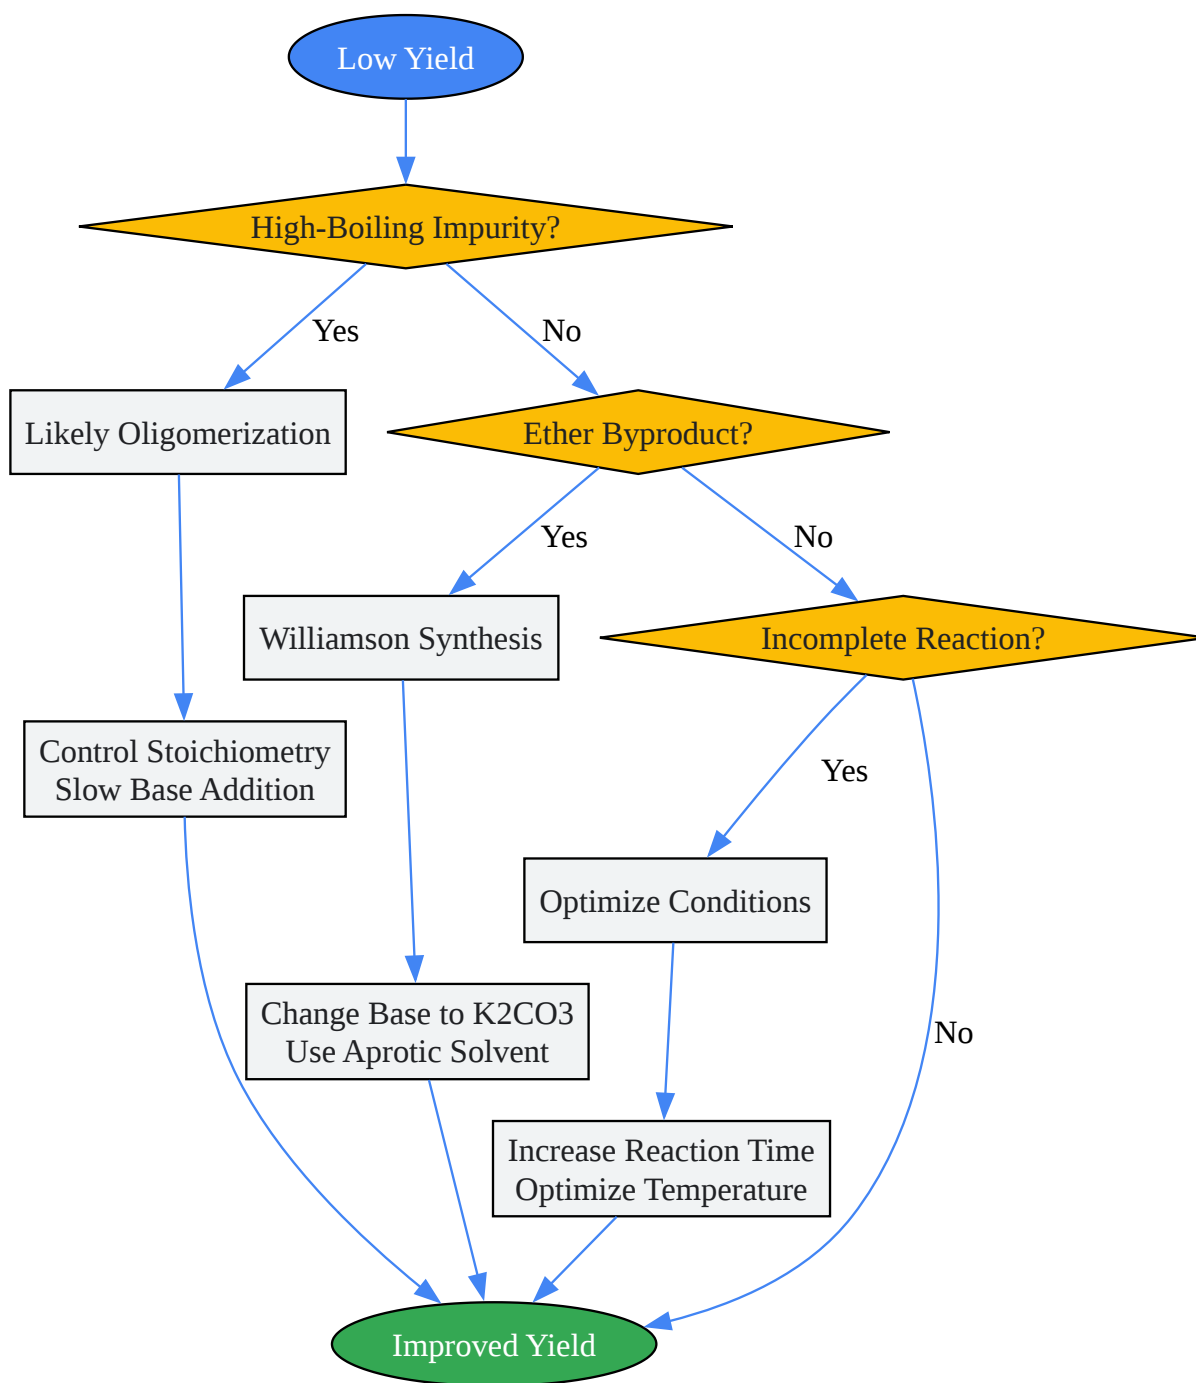 Low Yield
High-Boiling Impurity?
Yes
No
Likely Oligomerization
Ether Byproduct?
Yes
No
Williamson Synthesis
Incomplete Reaction?
Control Stoichiometry
Slow Base Addition
Yes
Optimize Conditions
Change Base to K2CO3
Use Aprotic Solvent
No
Increase Reaction Time
Optimize Temperature
Improved Yield